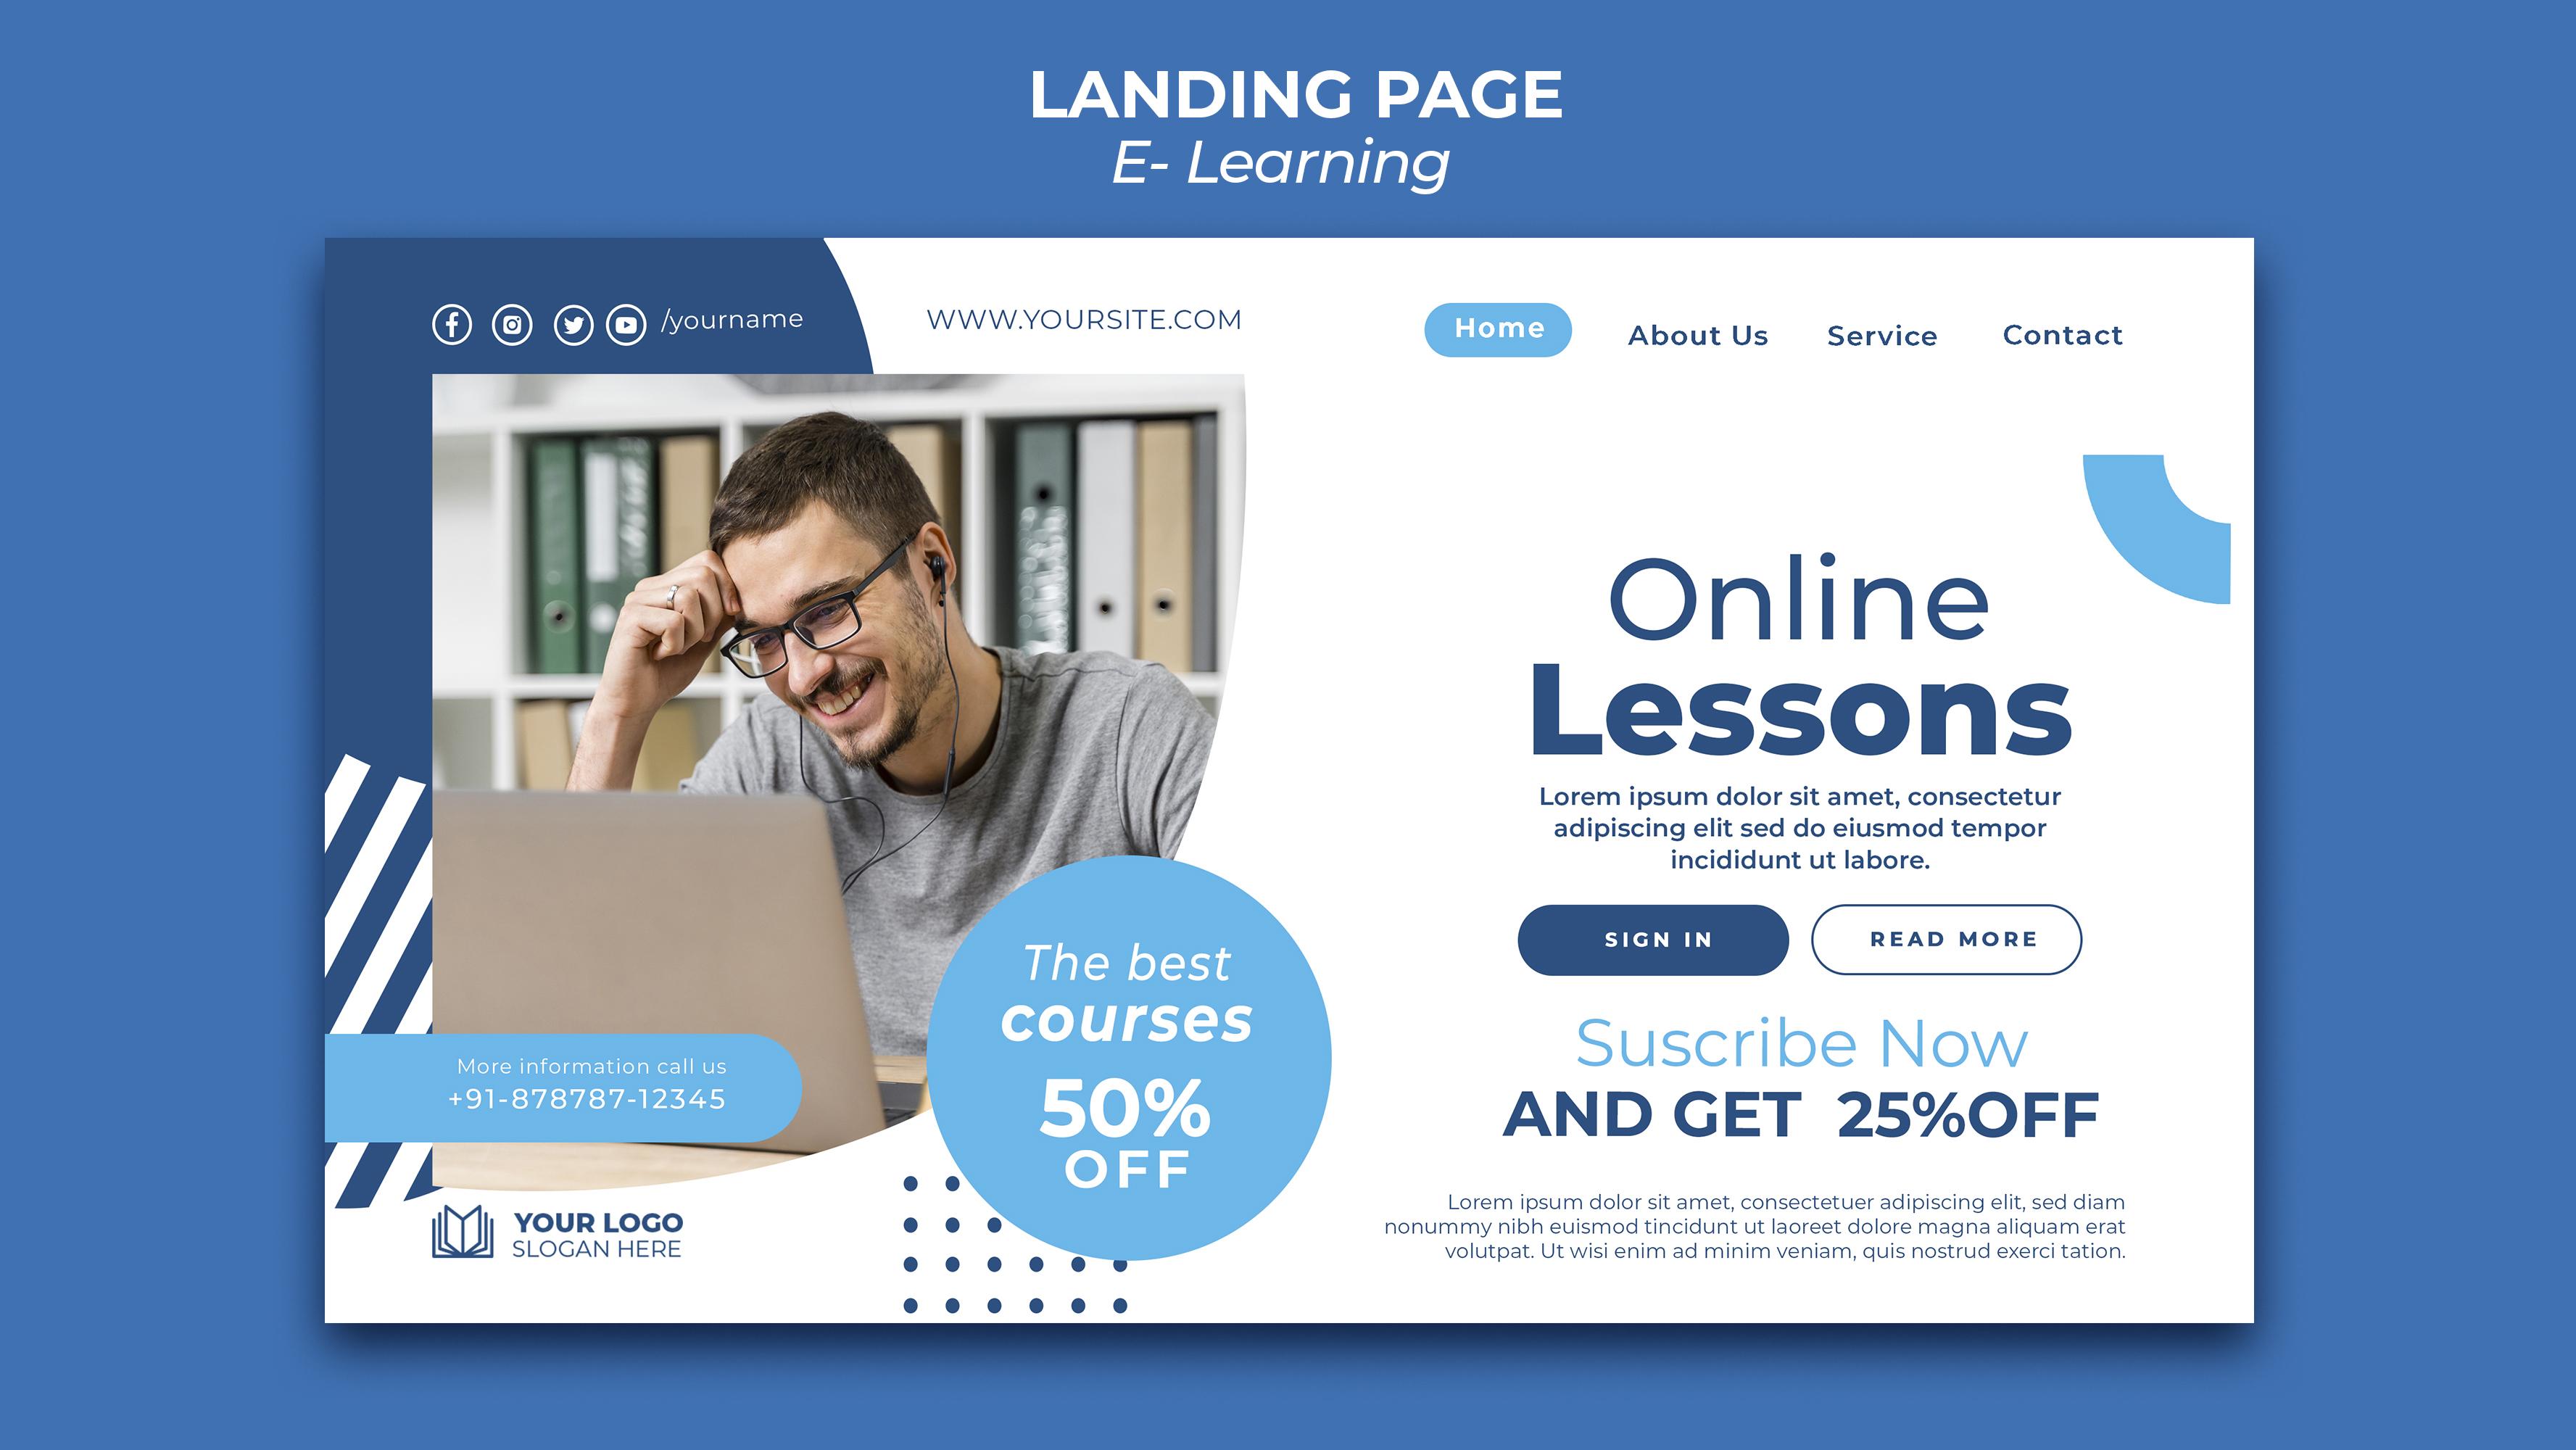 LANDING PAGE
E- Learning
/yourname
WWW.YOURSITE.COM
Home
About Us
Service
Contact
Online
Lessons
Lorem ipsum dolor sit amet, consectetur
adipiscing elit sed do eiusmod tempor
incididunt ut labore.
SIGN IN
READ MORE
Suscribe Now
AND GET 25%OFF
Lorem ipsum dolor sit amet, consectetuer adipiscing elit, sed diam
nonummy nibh euismod tincidunt ut laoreet dolore magna aliquam erat
volutpat. Ut wisi enim ad minim veniam, quis nostrud exerci tation.
The best
courses
50%
OFF
More information call us
+91-878787-12345
YOUR LOGO
SLOGAN HERE